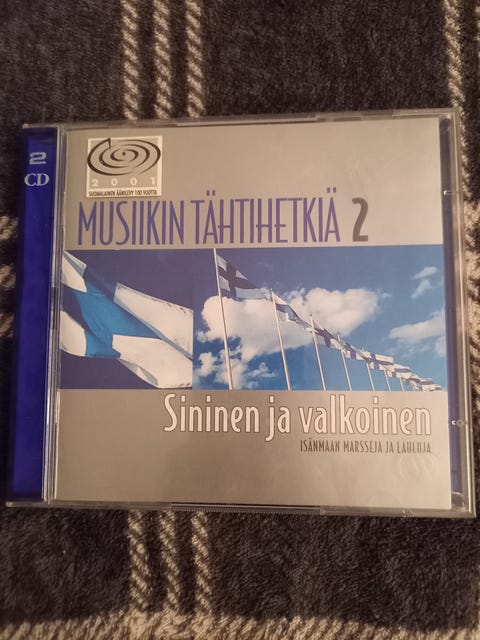 2
CD
2001
SUOMALAINEN ÄÄNILEVY 100 VUOTTA
MUSIIKIN TÄHTIHETKIÄ 2
Sininen ja valkoinen
ISÄNMAAN MARSSEJA JA LAULUJA